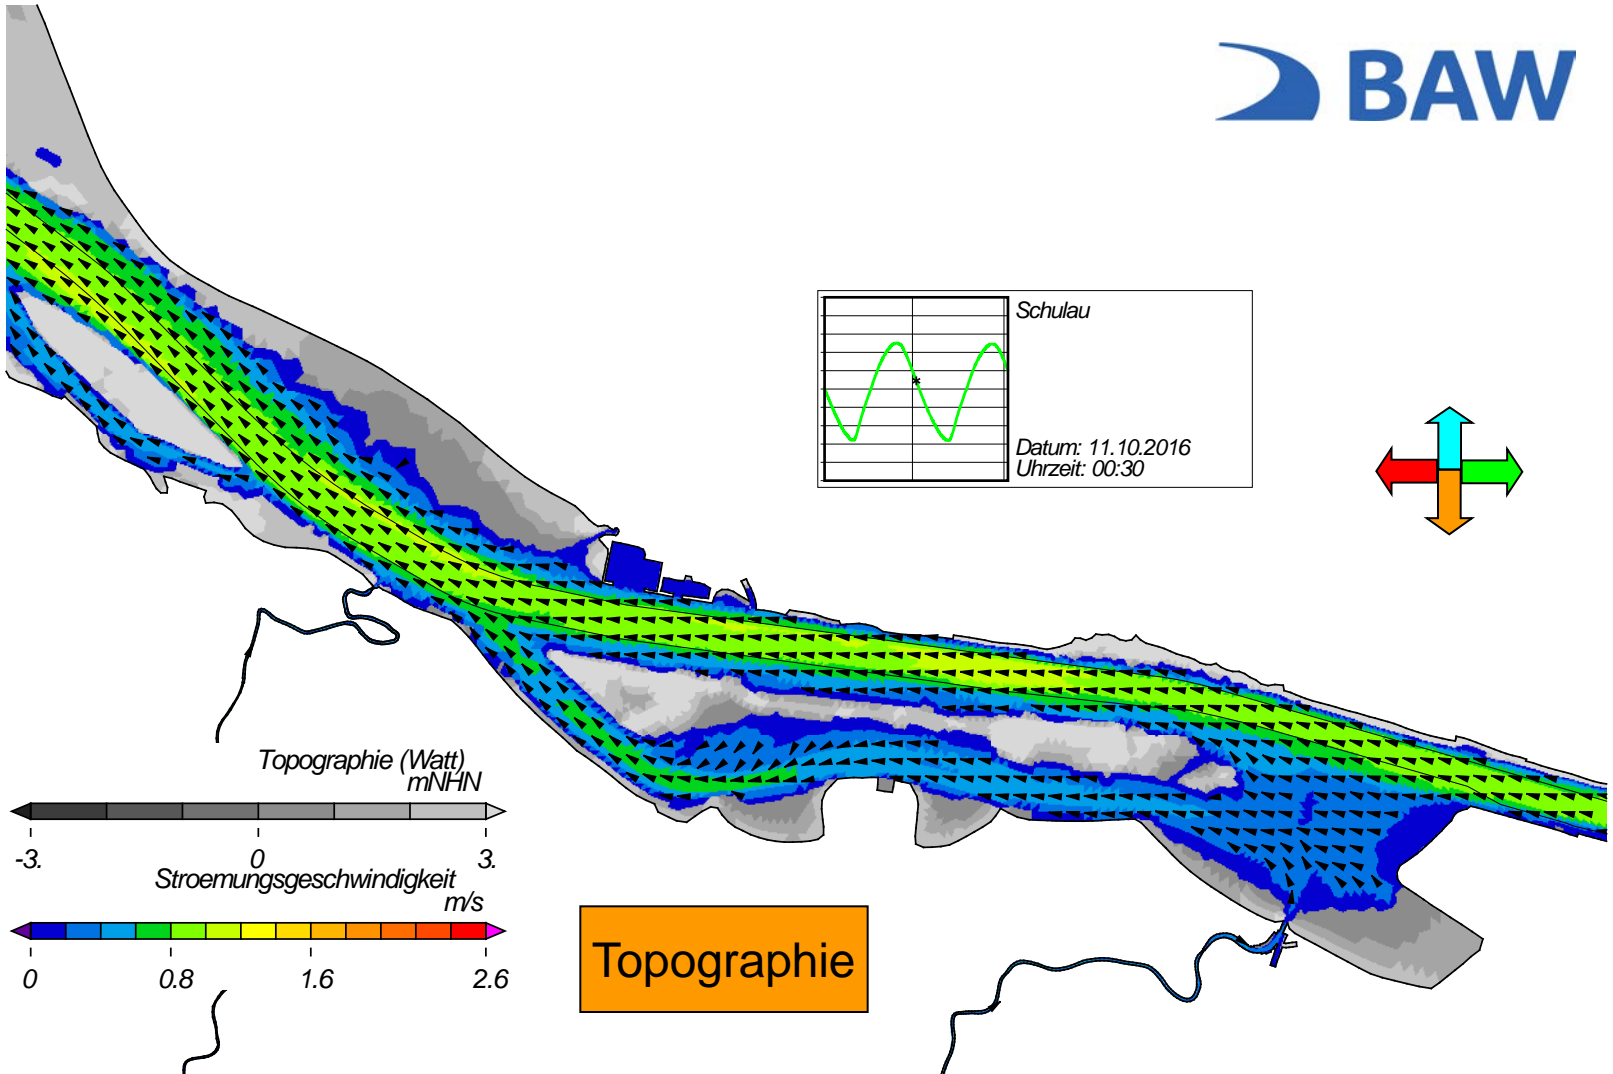 BAW
Schulau
Datum: 11.10.2016
Uhrzeit: 00:30
Topographie (Watt)
mNHN
-3. 0 3.
Stroemungsgeschwindigkeit
m/s
0 0.8 1.6 2.6
Topographie